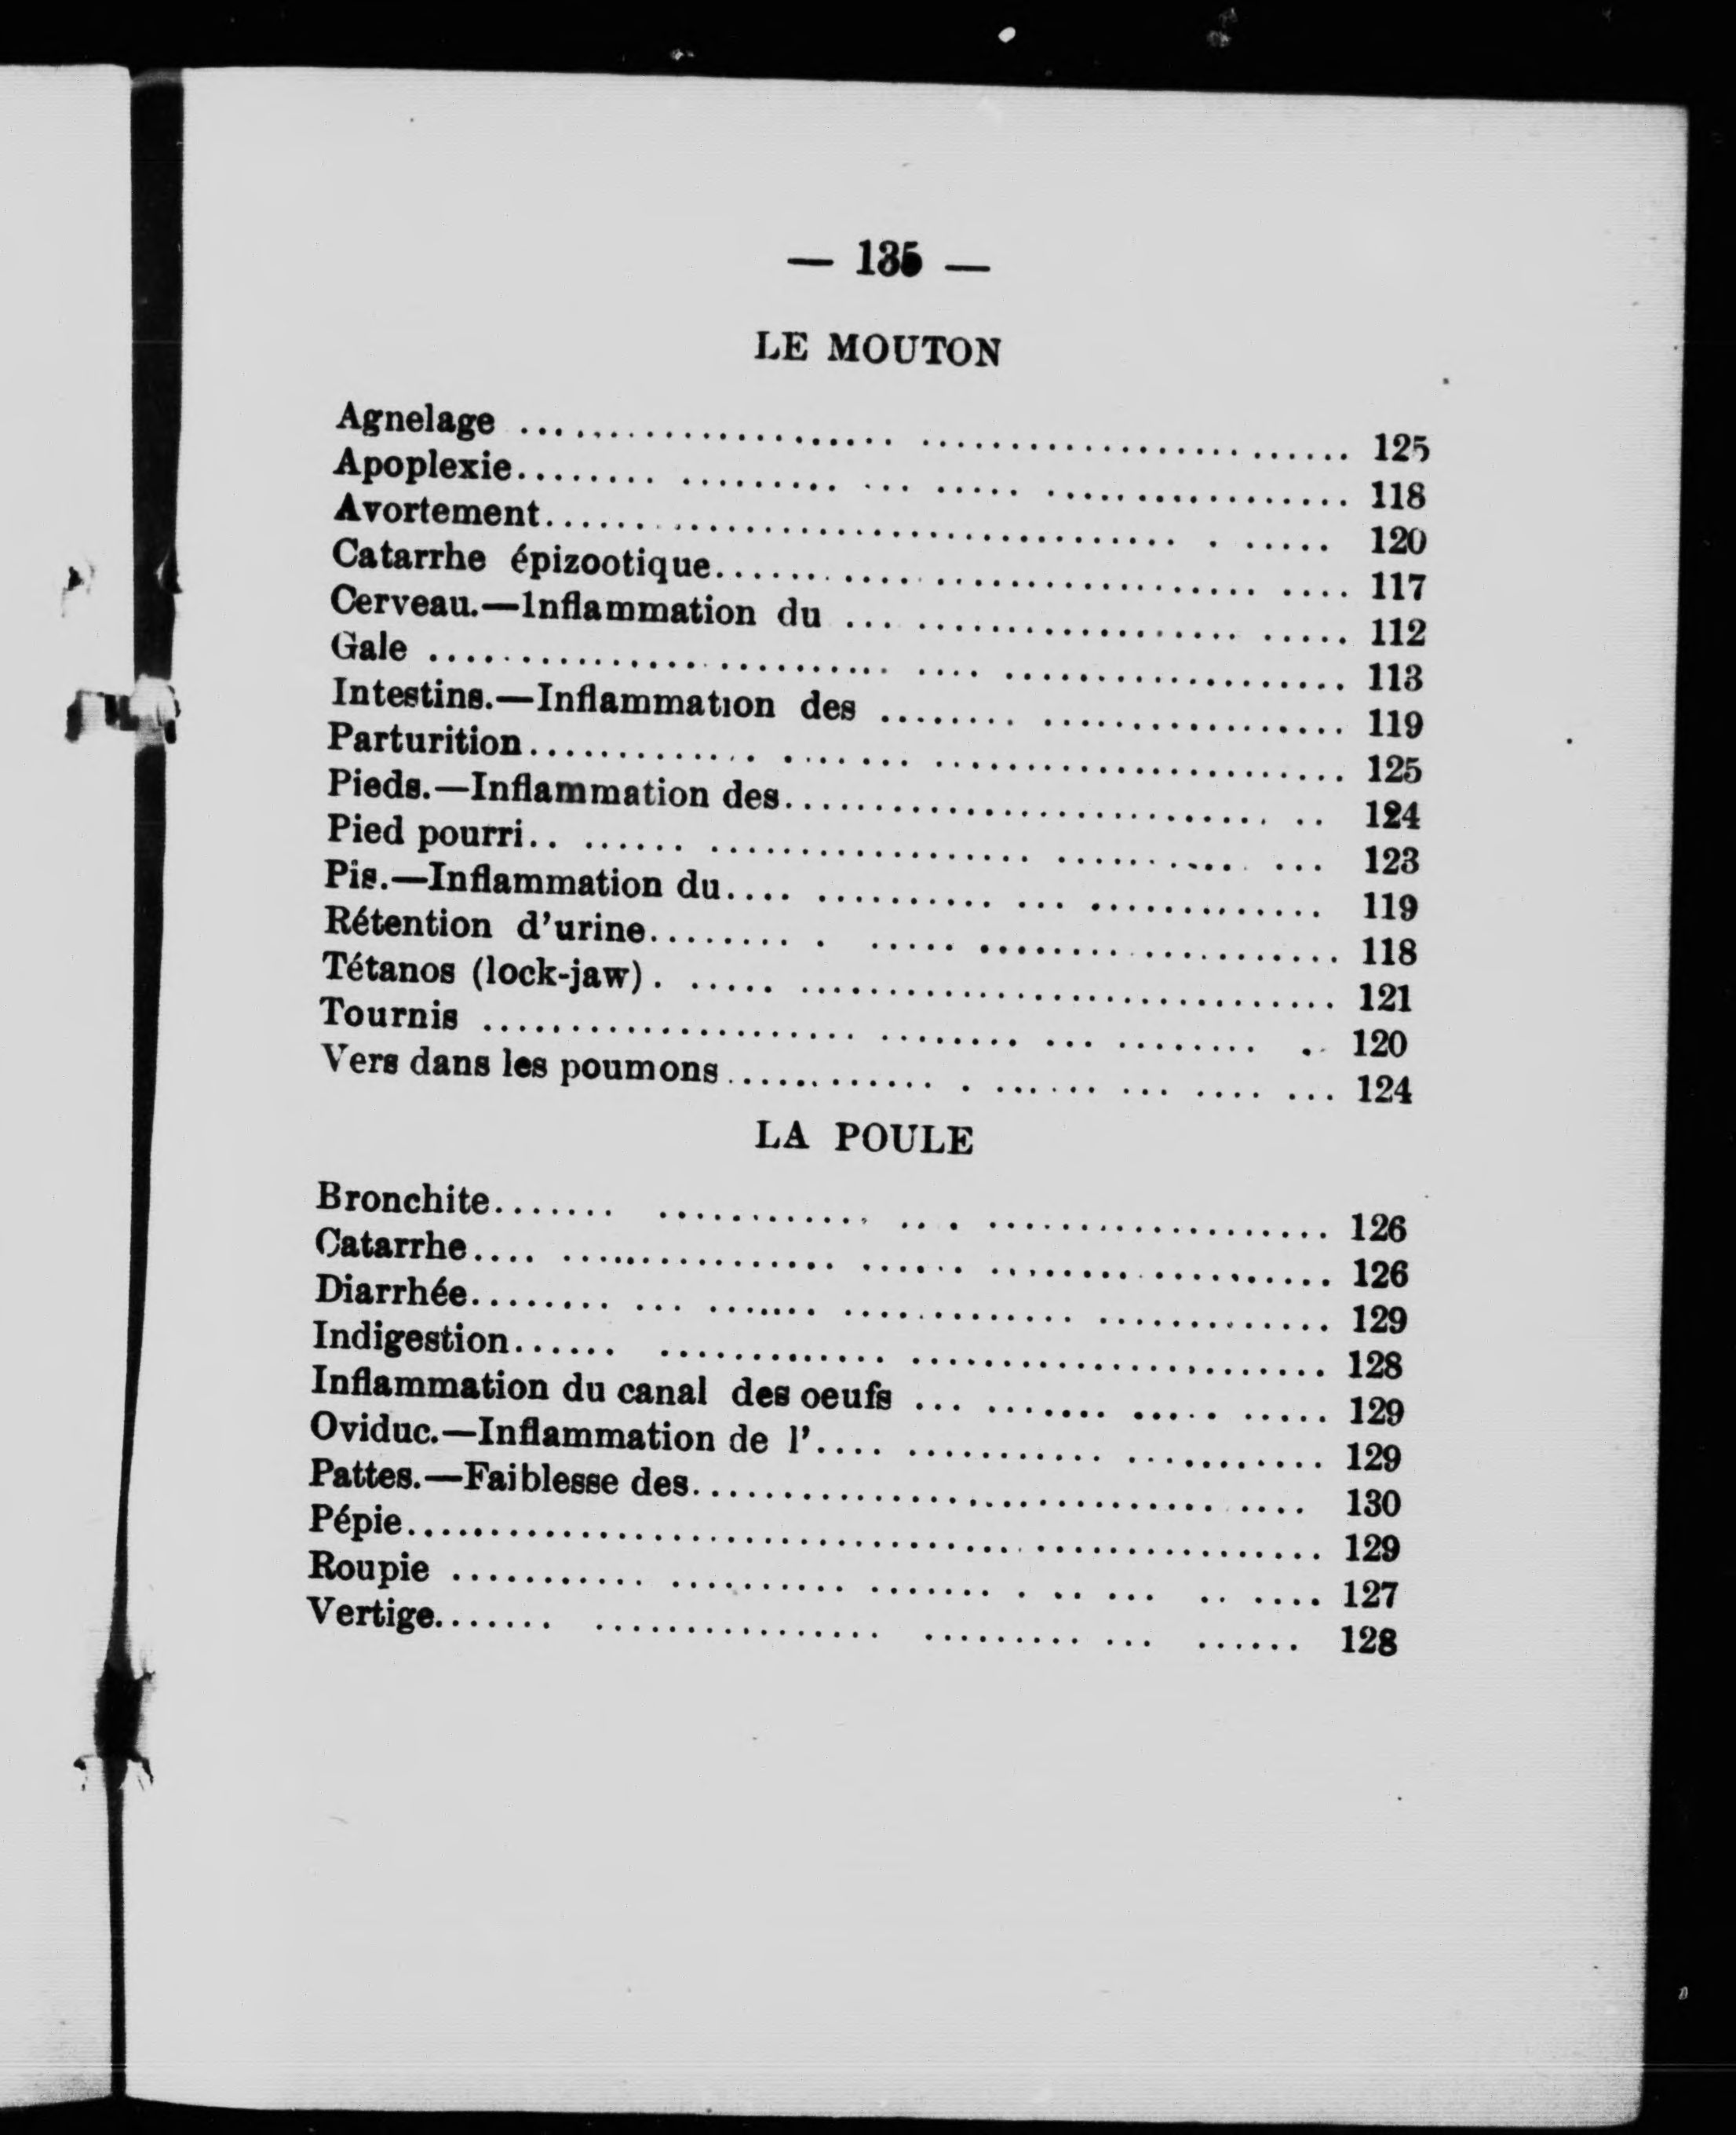 — 135 —
LE MOUTON
Agnelage .......................................... 125
Apoplexie.......................................... 118
Avortement.......................................... 120
Catarrhe épizootique................................ 117
Cerveau.—Inflammation du ........................... 112
Gale ............................................... 113
Intestins.—Inflammation des ........................ 119
Parturition......................................... 125
Pieds.—Inflammation des............................. 124
Pied pourri......................................... 123
Pis.—Inflammation du................................ 119
Rétention d'urine................................... 118
Tétanos (lock-jaw).................................. 121
Tournis ............................................ 120
Vers dans les poumons............................... 124
LA POULE
Bronchite........................................... 126
Catarrhe............................................ 126
Diarrhée............................................ 129
Indigestion......................................... 128
Inflammation du canal des oeufs .................... 129
Oviduc.—Inflammation de l'.......................... 129
Pattes.—Faiblesse des............................... 130
Pépie............................................... 129
Roupie ............................................. 127
Vertige............................................. 128